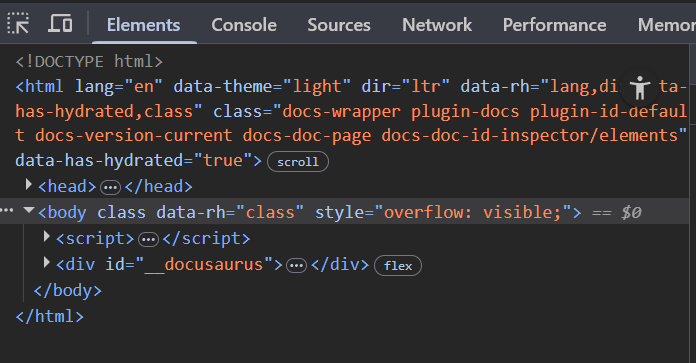 Elements Console Sources Network Performance Memor
<!DOCTYPE html>
<html lang="en" data-theme="light" dir="ltr" data-rh="lang,di ta-
has-hydrated,class" class="docs-wrapper plugin-docs plugin-id-defaul
t docs-version-current docs-doc-page docs-doc-id-inspector/elements"
data-has-hydrated="true"> scroll
<head> … </head>
… <body class data-rh="class" style="overflow: visible;"> == $0
<script> … </script>
<div id="__docusaurus"> … </div> flex
</body>
</html>